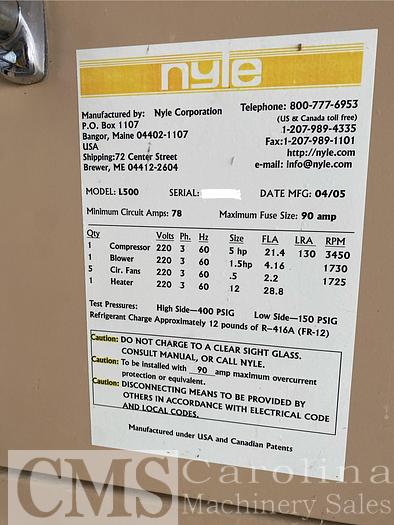 nyle
Manufactured by: Nyle Corporation
P.O. Box 1107
Bangor, Maine 04402-1107
USA
Shipping:72 Center Street
Brewer, ME 04412-2604
Telephone: 800-777-6953
(US & Canada toll free)
1-207-989-4335
Fax:1-207-989-1101
http://nyle.com
e-mail: info@nyle.com
MODEL: L500 SERIAL: DATE MFG: 04/05
Minimum Circuit Amps: 78 Maximum Fuse Size: 90 amp
Qty Volts Ph. Hz Size FLA LRA RPM
1 Compressor 220 3 60 5 hp 21.4 130 3450
1 Blower 220 3 60 1.5hp 4.16 1730
5 Cir. Fans 220 3 60 .5 2.2 1725
1 Heater 220 3 60 12 28.8
Test Pressures: High Side—400 PSIG Low Side—150 PSIG
Refrigerant Charge Approximately 12 pounds of R-416A (FR-12)
Caution: DO NOT CHARGE TO A CLEAR SIGHT GLASS.
CONSULT MANUAL, OR CALL NYLE.
Caution: To be installed with 90 amp maximum overcurrent
protection or equivalent.
Caution: DISCONNECTING MEANS TO BE PROVIDED BY
OTHERS IN ACCORDANCE WITH ELECTRICAL CODE
AND LOCAL CODES.
Manufactured under USA and Canadian Patents
CMS Carolina
Machinery Sales